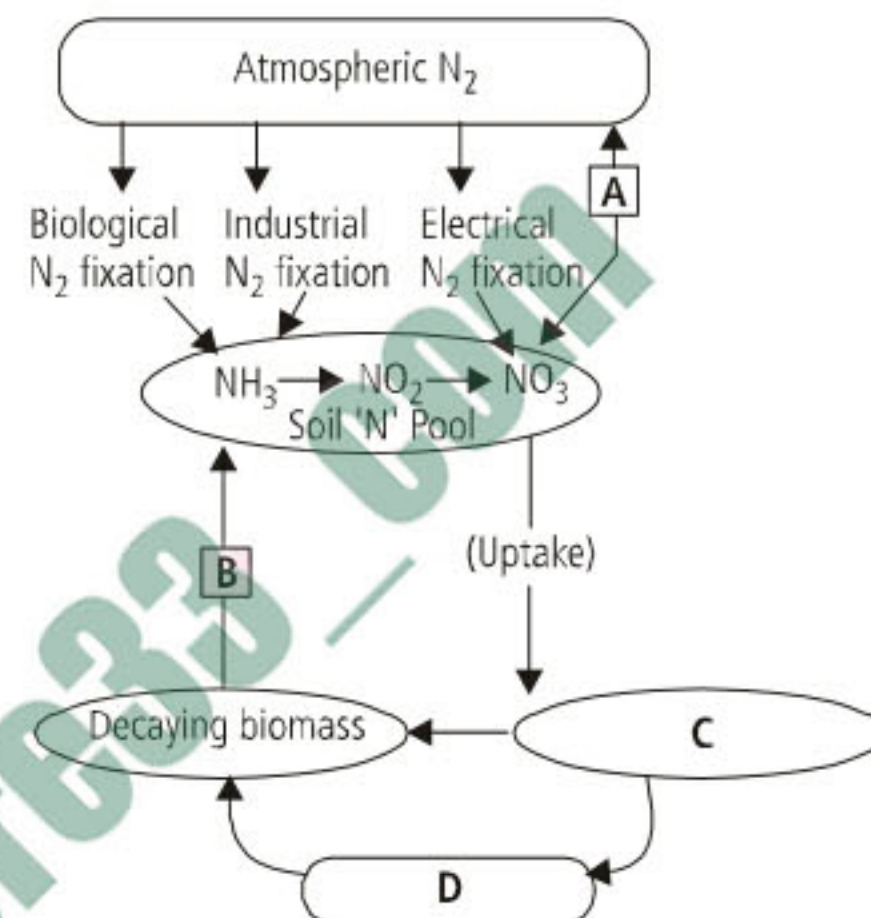 Atmospheric N2
A
Biological Industrial Electrical
N2 fixation N2 fixation N2 fixation
NH3 NO2 NO3
Soil 'N' Pool
(Uptake)
B
Decaying biomass
C
D